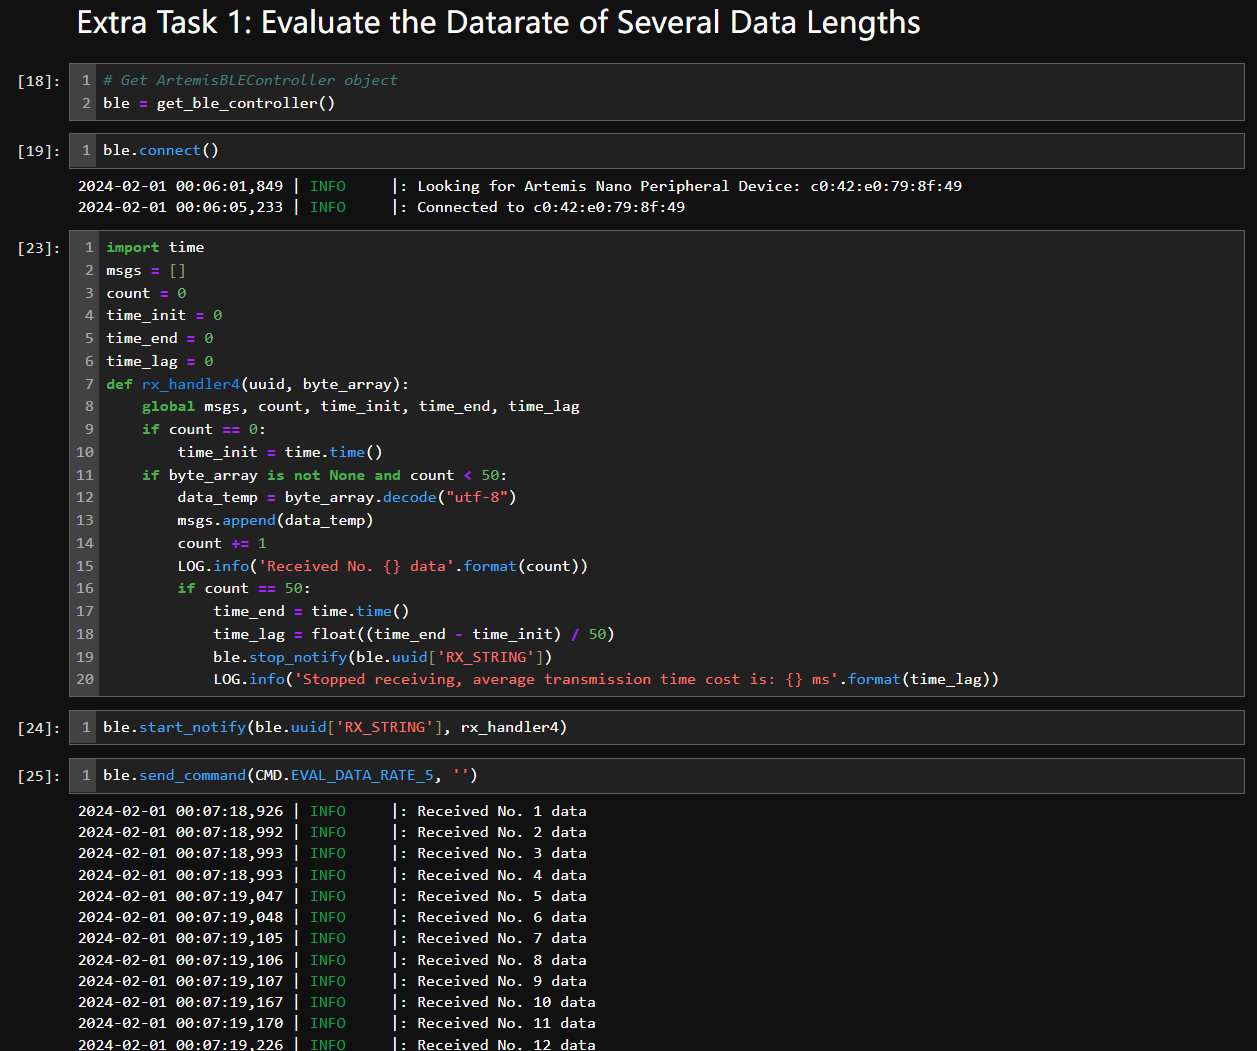 Extra Task 1: Evaluate the Datarate of Several Data Lengths
[18]:
1 # Get ArtemisBLEController object
2 ble = get_ble_controller()
[19]:
1 ble.connect()
2024-02-01 00:06:01,849 | INFO     |: Looking for Artemis Nano Peripheral Device: c0:42:e0:79:8f:49
2024-02-01 00:06:05,233 | INFO     |: Connected to c0:42:e0:79:8f:49
[23]:
1 import time
2 msgs = []
3 count = 0
4 time_init = 0
5 time_end = 0
6 time_lag = 0
7 def rx_handler4(uuid, byte_array):
8     global msgs, count, time_init, time_end, time_lag
9     if count == 0:
10         time_init = time.time()
11     if byte_array is not None and count < 50:
12         data_temp = byte_array.decode("utf-8")
13         msgs.append(data_temp)
14         count += 1
15         LOG.info('Received No. {} data'.format(count))
16         if count == 50:
17             time_end = time.time()
18             time_lag = float((time_end - time_init) / 50)
19             ble.stop_notify(ble.uuid['RX_STRING'])
20             LOG.info('Stopped receiving, average transmission time cost is: {} ms'.format(time_lag))
[24]:
1 ble.start_notify(ble.uuid['RX_STRING'], rx_handler4)
[25]:
1 ble.send_command(CMD.EVAL_DATA_RATE_5, '')
2024-02-01 00:07:18,926 | INFO     |: Received No. 1 data
2024-02-01 00:07:18,992 | INFO     |: Received No. 2 data
2024-02-01 00:07:18,993 | INFO     |: Received No. 3 data
2024-02-01 00:07:18,993 | INFO     |: Received No. 4 data
2024-02-01 00:07:19,047 | INFO     |: Received No. 5 data
2024-02-01 00:07:19,048 | INFO     |: Received No. 6 data
2024-02-01 00:07:19,105 | INFO     |: Received No. 7 data
2024-02-01 00:07:19,106 | INFO     |: Received No. 8 data
2024-02-01 00:07:19,107 | INFO     |: Received No. 9 data
2024-02-01 00:07:19,167 | INFO     |: Received No. 10 data
2024-02-01 00:07:19,170 | INFO     |: Received No. 11 data
2024-02-01 00:07:19,226 | INFO     |: Received No. 12 data